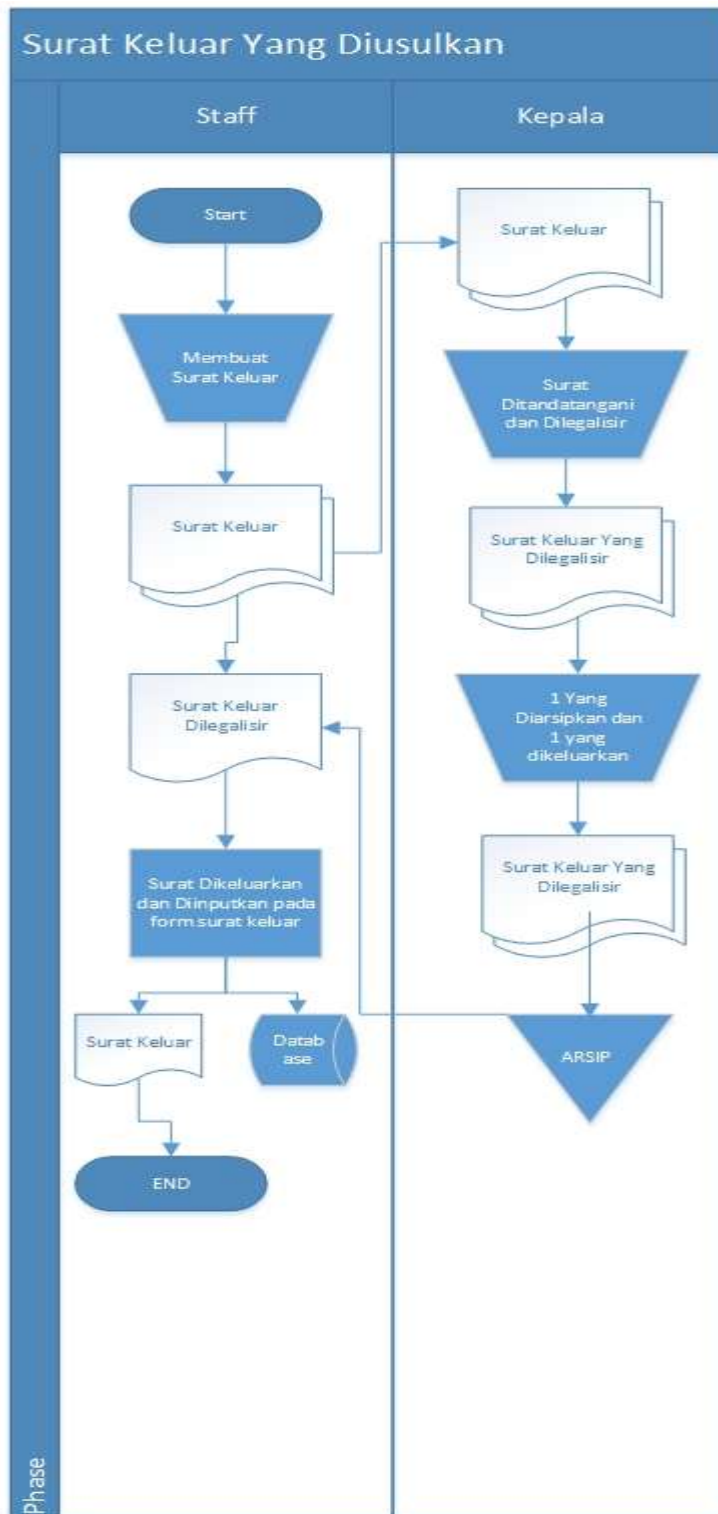 Surat Keluar Yang Diusulkan
Phase
Staff
Kepala
Start
Membuat
Surat Keluar
Surat Keluar
Surat Keluar
Dilegalisir
Surat Dikeluarkan
dan Diinputkan pada
form surat keluar
Surat Keluar
Datab
ase
END
Surat Keluar
Surat
Ditandatangani
dan Dilegalisir
Surat Keluar Yang
Dilegalisir
1 Yang
Diarsipkan dan
1 yang
dikeluarkan
Surat Keluar Yang
Dilegalisir
ARSIP